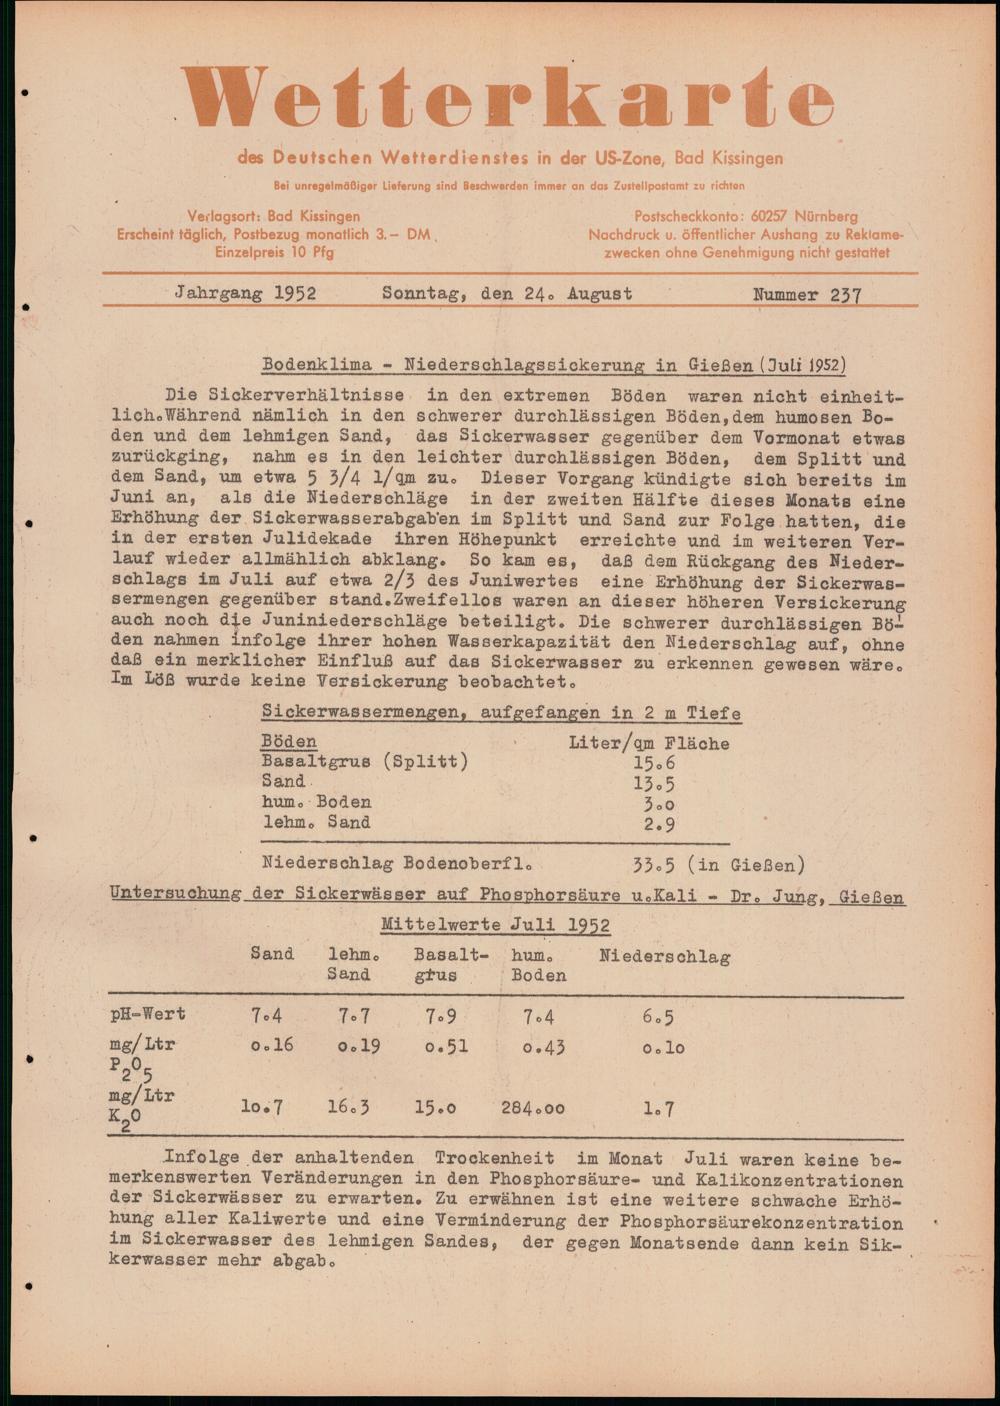 Wetterkarte
des Deutschen Wetterdienstes in der US-Zone, Bad Kissingen
Bei unregelmäßiger Lieferung sind Beschwerden immer an das Zustellpostamt zu richten
Verlagsort: Bad Kissingen
Erscheint täglich, Postbezug monatlich 3.— DM
Einzelpreis 10 Pfg
Postscheckkonto: 60257 Nürnberg
Nachdruck u. öffentlicher Aushang zu Reklame-
zwecken ohne Genehmigung nicht gestattet
Jahrgang 1952 Sonntag, den 24. August Nummer 237
Bodenklima - Niederschlagssickerung in Gießen (Juli 1952)
Die Sickerverhältnisse in den extremen Böden waren nicht einheit-
lich.Während nämlich in den schwerer durchlässigen Böden,dem humosen Bo-
den und dem lehmigen Sand, das Sickerwasser gegenüber dem Vormonat etwas
zurückging, nahm es in den leichter durchlässigen Böden, dem Splitt und
dem Sand, um etwa 5 3/4 l/qm zu. Dieser Vorgang kündigte sich bereits im
Juni an, als die Niederschläge in der zweiten Hälfte dieses Monats eine
Erhöhung der Sickerwasserabgaben im Splitt und Sand zur Folge hatten, die
in der ersten Julidekade ihren Höhepunkt erreichte und im weiteren Ver-
lauf wieder allmählich abklang. So kam es, daß dem Rückgang des Nieder-
schlags im Juli auf etwa 2/3 des Juniwertes eine Erhöhung der Sickerwas-
sermengen gegenüber stand.Zweifellos waren an dieser höheren Versickerung
auch noch die Juniniederschläge beteiligt. Die schwerer durchlässigen Bö-
den nahmen infolge ihrer hohen Wasserkapazität den Niederschlag auf, ohne
daß ein merklicher Einfluß auf das Sickerwasser zu erkennen gewesen wäre.
Im Löß wurde keine Versickerung beobachtet.
Sickerwassermengen, aufgefangen in 2 m Tiefe
Böden Liter/qm Fläche
Basaltgrus (Splitt) 15.6
Sand 13.5
hum. Boden 3.o
lehm. Sand 2.9
Niederschlag Bodenoberfl. 33.5 (in Gießen)
Untersuchung der Sickerwässer auf Phosphorsäure u.Kali - Dr. Jung, Gießen
Mittelwerte Juli 1952
Sand lehm. Basalt- hum. Niederschlag
Sand grus Boden
pH-Wert 7.4 7.7 7.9 7.4 6.5
mg/Ltr o.16 o.19 o.51 o.43 o.lo
P2O5
mg/Ltr
K2O lo.7 16.3 15.o 284.oo 1.7
Infolge der anhaltenden Trockenheit im Monat Juli waren keine be-
merkenswerten Veränderungen in den Phosphorsäure- und Kalikonzentrationen
der Sickerwässer zu erwarten. Zu erwähnen ist eine weitere schwache Erhö-
hung aller Kaliwerte und eine Verminderung der Phosphorsäurekonzentration
im Sickerwasser des lehmigen Sandes, der gegen Monatsende dann kein Sik-
kerwasser mehr abgab.